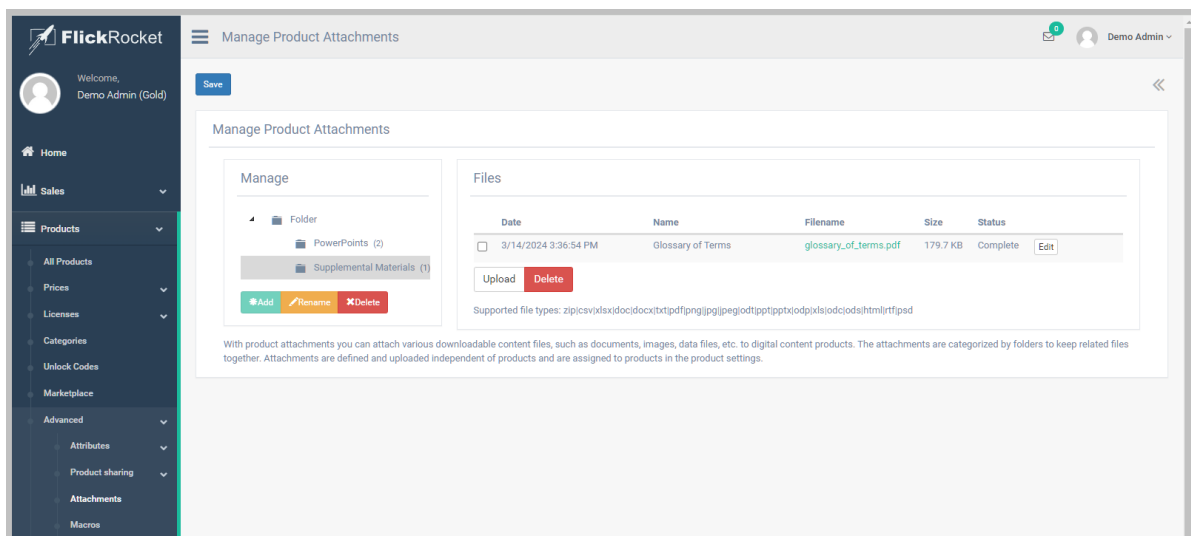 FlickRocket
Manage Product Attachments
0
Demo Admin
Welcome,
Demo Admin (Gold)
Save
Home
Sales
Products
All Products
Prices
Licenses
Categories
Unlock Codes
Marketplace
Advanced
Attributes
Product sharing
Attachments
Macros
Manage Product Attachments
Manage
Folder
PowerPoints (2)
Supplemental Materials (1)
Add Rename Delete
Files
Date Name Filename Size Status
3/14/2024 3:36:54 PM Glossary of Terms glossary_of_terms.pdf 179.7 KB Complete Edit
Upload Delete
Supported file types: zip|csv|xlsx|doc|docx|txt|pdf|png|jpg|jpeg|odt|ppt|pptx|odp|xls|odc|ods|html|rtf|psd
With product attachments you can attach various downloadable content files, such as documents, images, data files, etc. to digital content products. The attachments are categorized by folders to keep related files
together. Attachments are defined and uploaded independent of products and are assigned to products in the product settings.